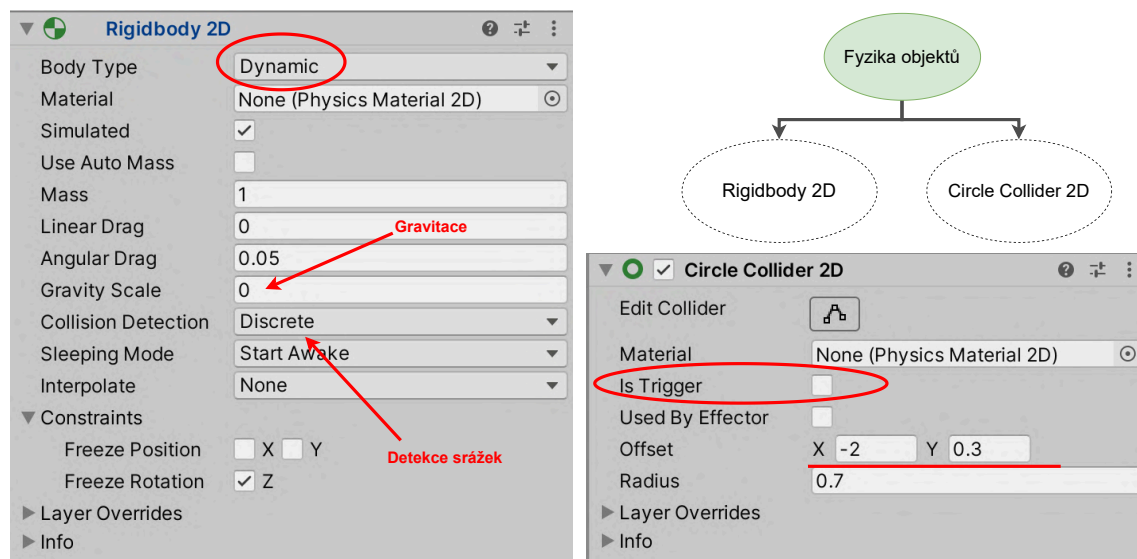 Rigidbody 2D
Body Type Dynamic
Material None (Physics Material 2D)
Simulated
Use Auto Mass
Mass 1
Linear Drag 0
Gravitace
Angular Drag 0.05
Gravity Scale 0
Collision Detection Discrete
Sleeping Mode Start Awake
Interpolate None
Constraints
Freeze Position X Y
Detekce srážek
Freeze Rotation Z
Layer Overrides
Info
Fyzika objektů
Rigidbody 2D Circle Collider 2D
Circle Collider 2D
Edit Collider
Material None (Physics Material 2D)
Is Trigger
Used By Effector
Offset X -2 Y 0.3
Radius 0.7
Layer Overrides
Info